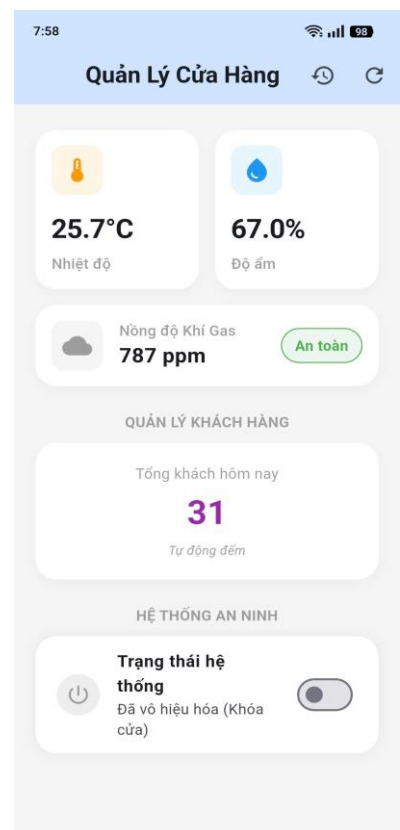 7:58
98
Quản Lý Cửa Hàng
25.7°C
Nhiệt độ
67.0%
Độ ẩm
Nồng độ Khí Gas
787 ppm
An toàn
QUẢN LÝ KHÁCH HÀNG
Tổng khách hôm nay
31
Tự động đếm
HỆ THỐNG AN NINH
Trạng thái hệ
thống
Đã vô hiệu hóa (Khóa
cửa)